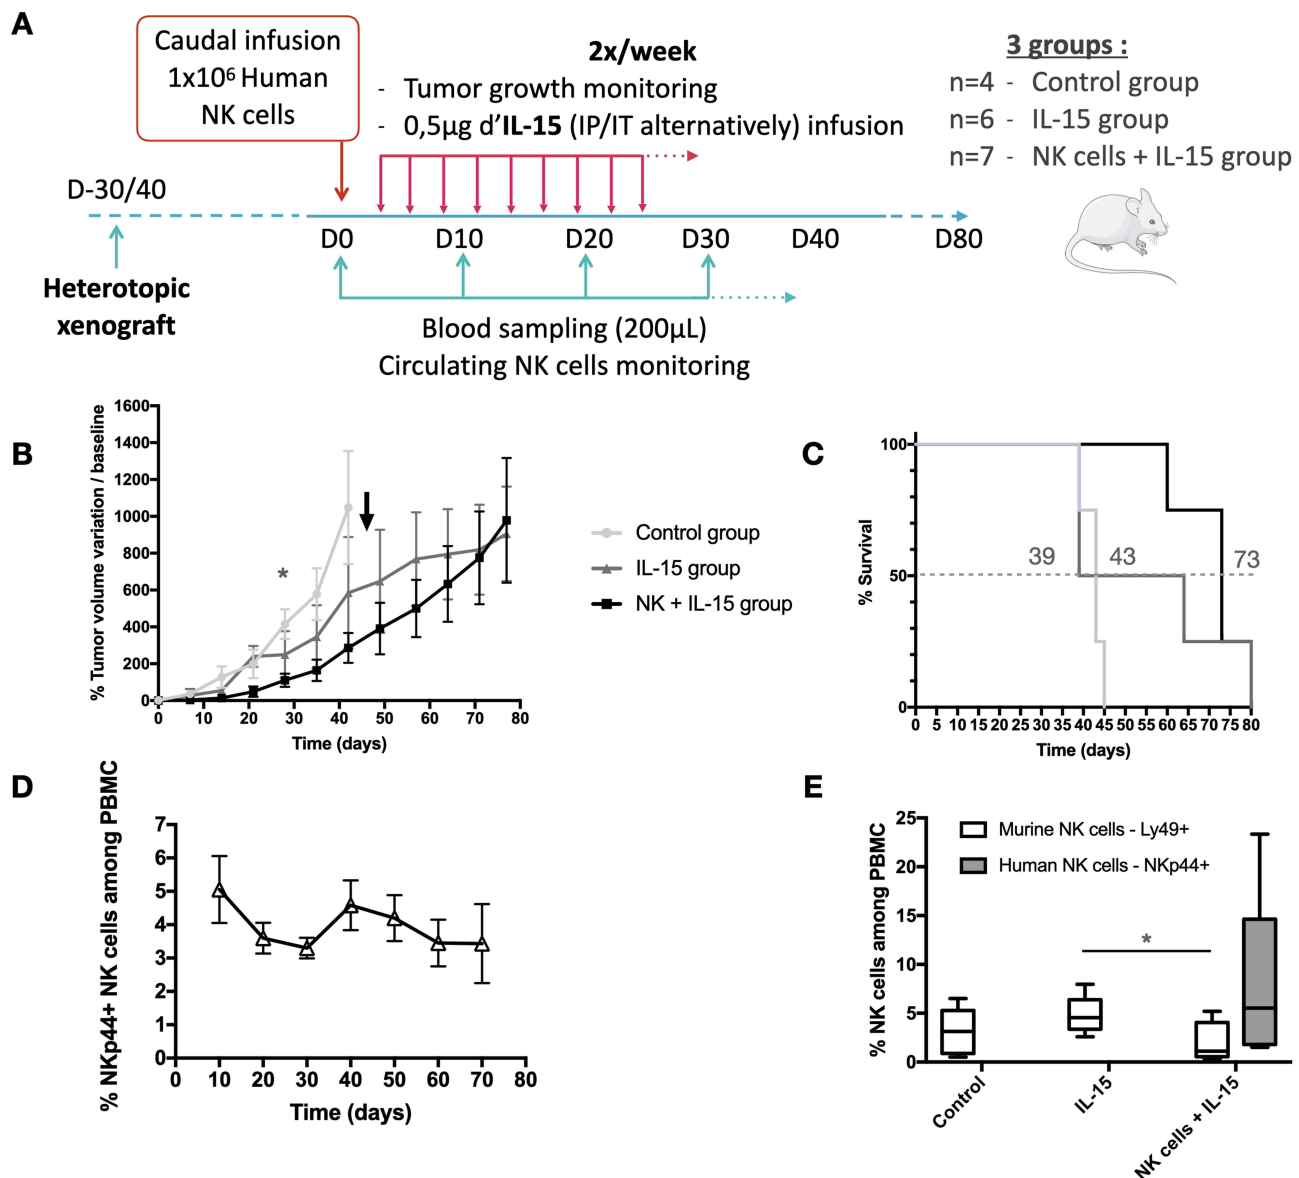 A
Caudal infusion
1x10⁶ Human
NK cells
2x/week
- Tumor growth monitoring
- 0,5µg d'IL-15 (IP/IT alternatively) infusion
3 groups :
n=4 - Control group
n=6 - IL-15 group
n=7 - NK cells + IL-15 group
D-30/40
D0 D10 D20 D30 D40 D80
Heterotopic
xenograft
Blood sampling (200µL)
Circulating NK cells monitoring
B
% Tumor volume variation / baseline
1600
1400
1200
1000
800
600
400
200
0
*
0 10 20 30 40 50 60 70 80
Time (days)
Control group
IL-15 group
NK + IL-15 group
C
% Survival
100
50
0
39 43 73
0 5 10 15 20 25 30 35 40 45 50 55 60 65 70 75 80
Time (days)
D
% NKp44+ NK cells among PBMC
7
6
5
4
3
2
1
0
0 10 20 30 40 50 60 70 80
Time (days)
E
% NK cells among PBMC
25
20
15
10
5
0
Murine NK cells - Ly49+
Human NK cells - NKp44+
*
Control
IL-15
NK cells + IL-15